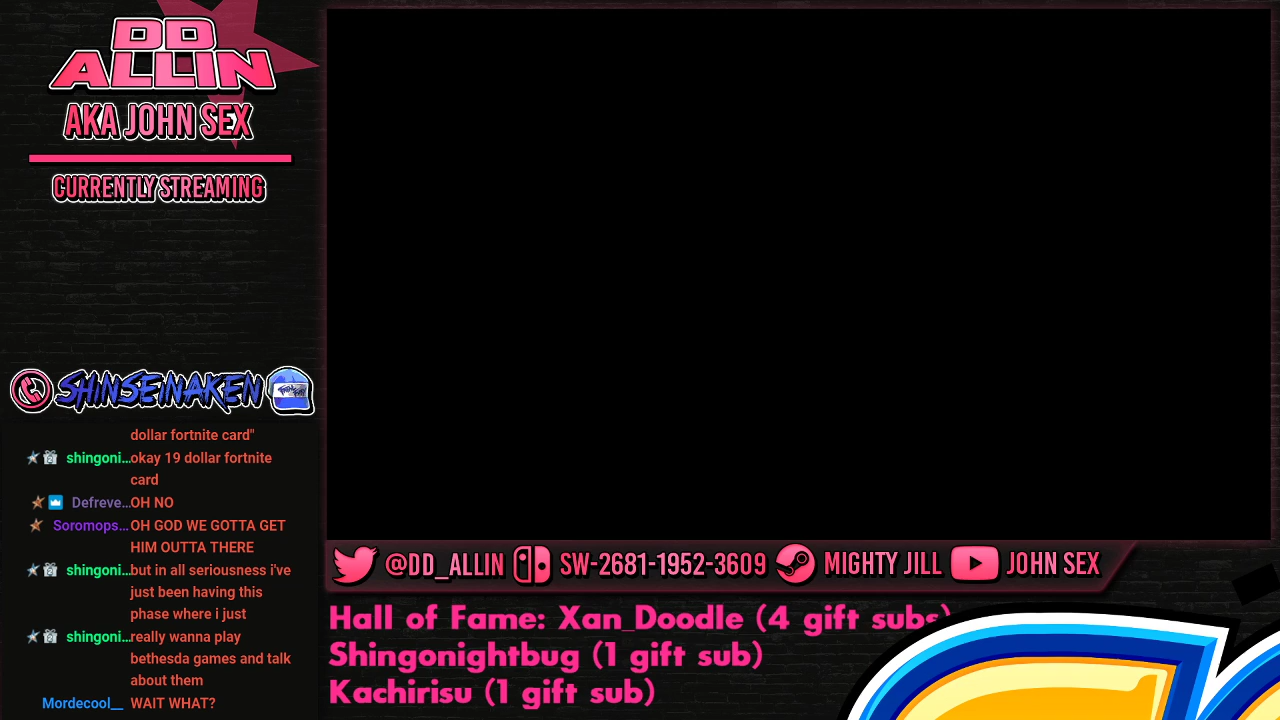 DD
ALLIN
AKA JOHN SEX
CURRENTLY STREAMING
SHINSEINAKEN
dollar fortnite card"
shingoni… okay 19 dollar fortnite
card
Defreve… OH NO
Soromops… OH GOD WE GOTTA GET
HIM OUTTA THERE
shingoni… but in all seriousness i've
just been having this
phase where i just
shingoni… really wanna play
bethesda games and talk
about them
Mordecool__ WAIT WHAT?
@DD_ALLIN SW-2681-1952-3609 MIGHTY JILL JOHN SEX
Hall of Fame: Xan_Doodle (4 gift subs)
Shingonightbug (1 gift sub)
Kachirisu (1 gift sub)